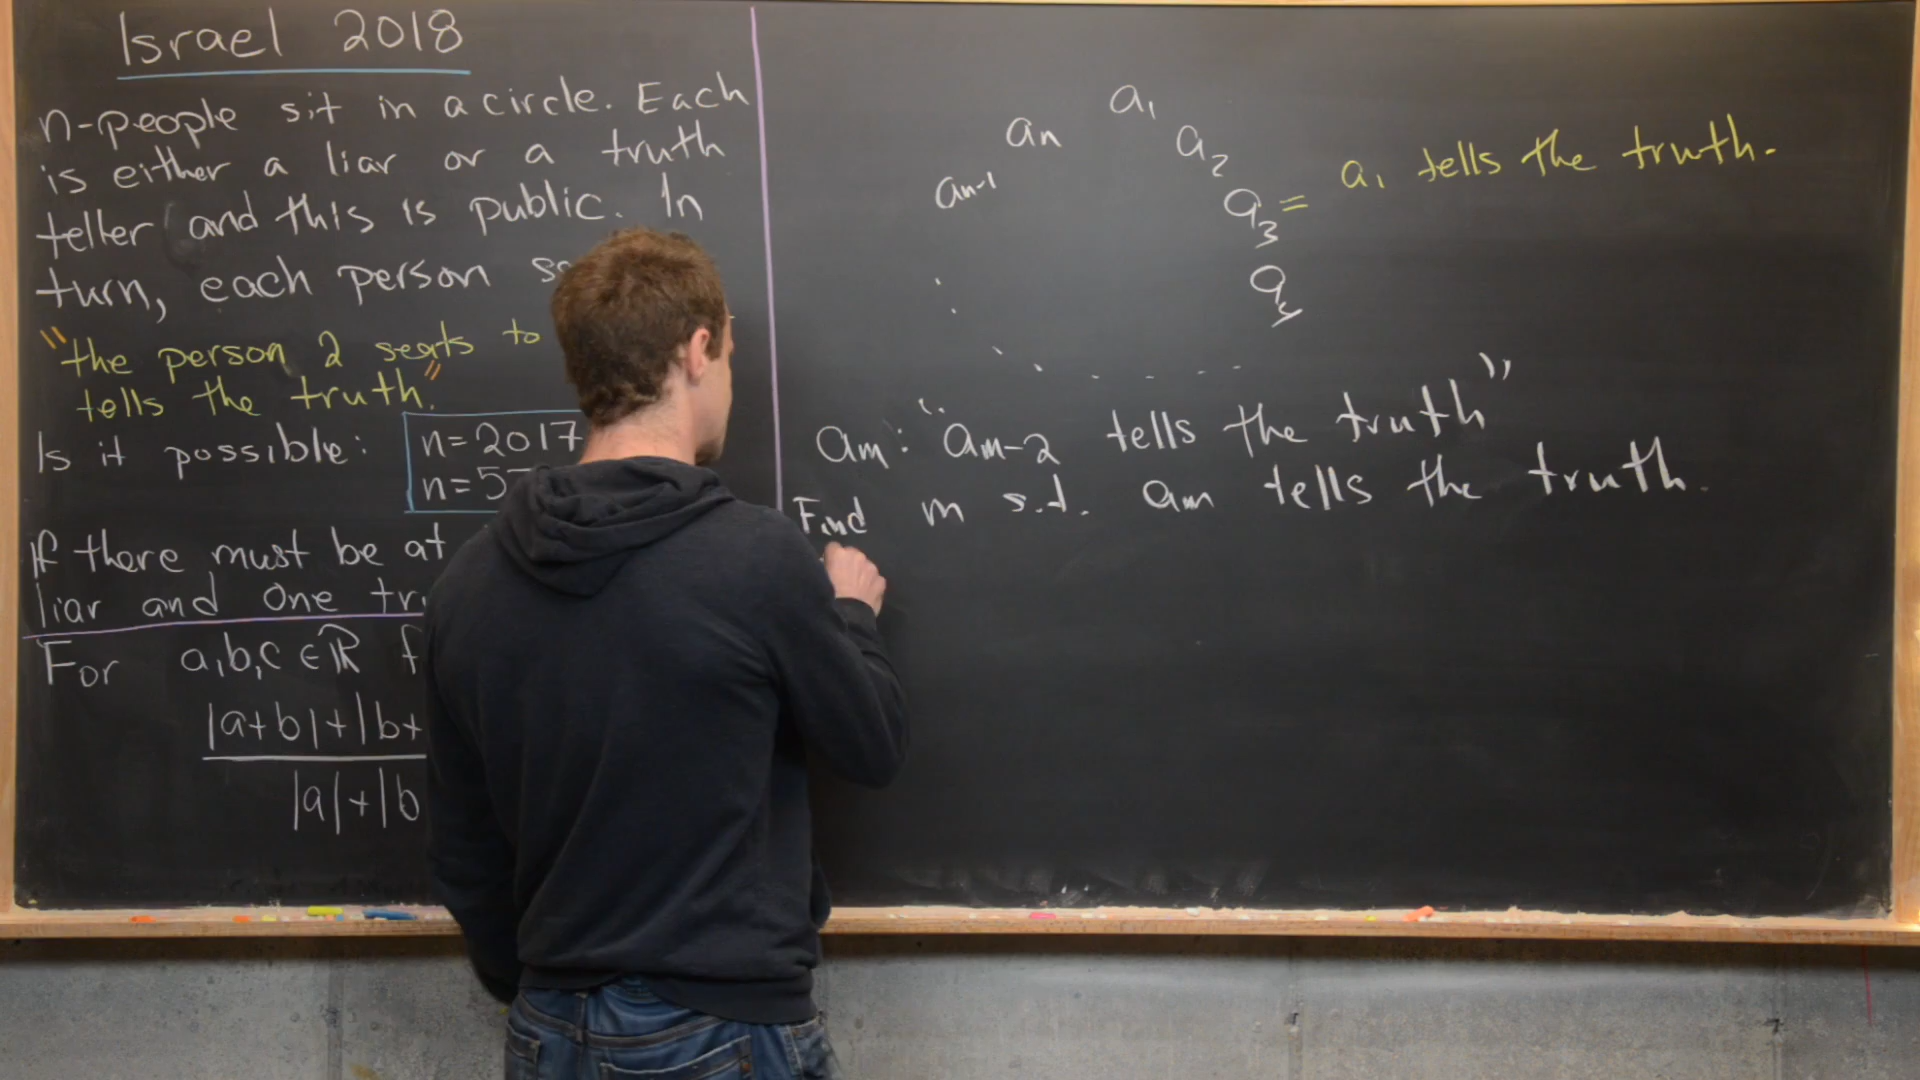 Israel 2018
n-people sit in a circle. Each
is either a liar or a truth
teller and this is public. In
turn, each person
"the person 2 seats to
tells the truth."
Is it possible: n=2017
n=5
If there must be at
liar and one
For a,b,c ∈ ℝ
|a+b|+|b+
|a|+|b
a₁
aₙ
a₂
aₙ₋₁
a₃ = a₁ tells the truth.
a₄
aₘ: "aₘ₋₂ tells the truth"
Find m s.t. aₘ tells the truth.